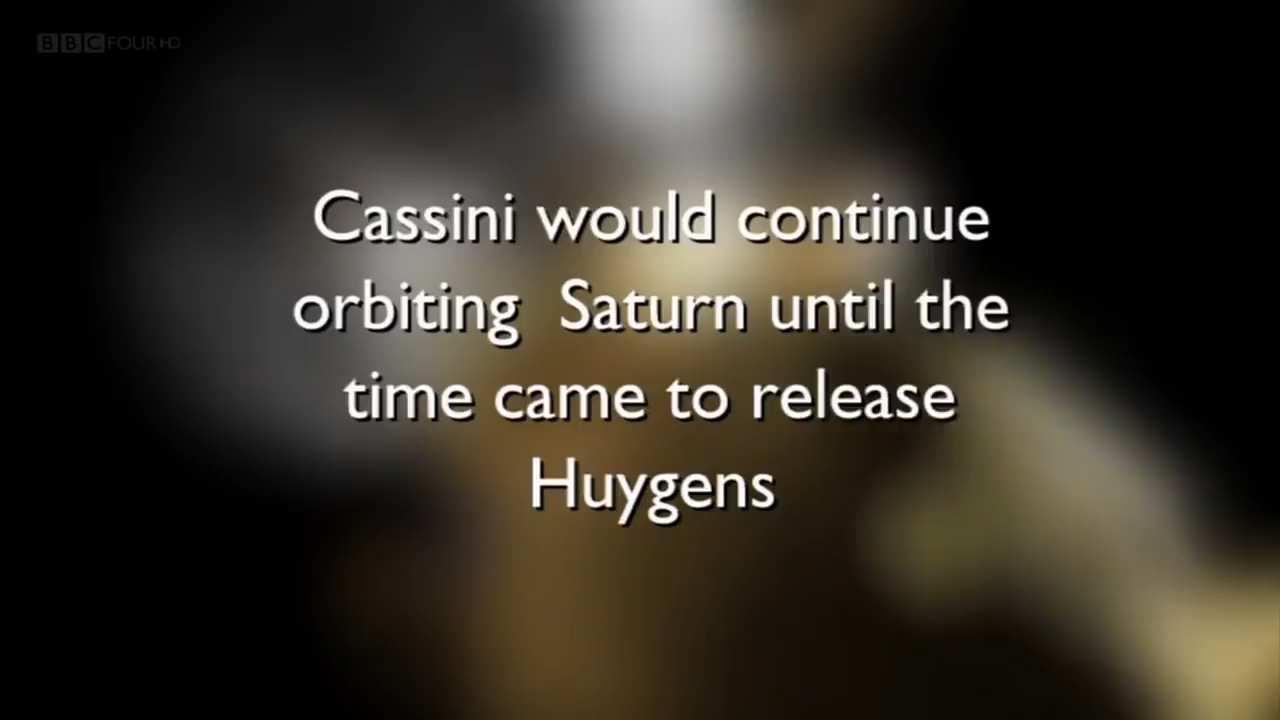 BBC FOUR HD
Cassini would continue
orbiting  Saturn until the
time came to release
Huygens